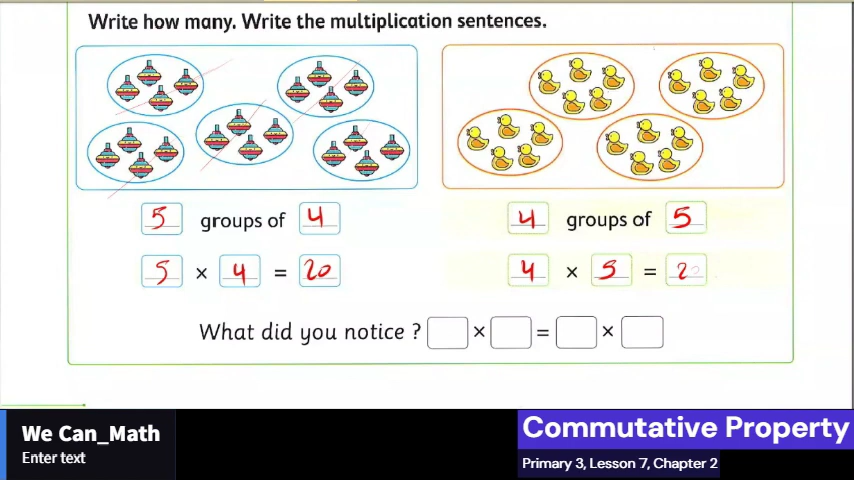 Write how many. Write the multiplication sentences.
5 groups of 4
4 groups of 5
5 × 4 = 20
4 × 5 = 20
What did you notice ? × = ×
We Can_Math
Enter text
Commutative Property
Primary 3, Lesson 7, Chapter 2